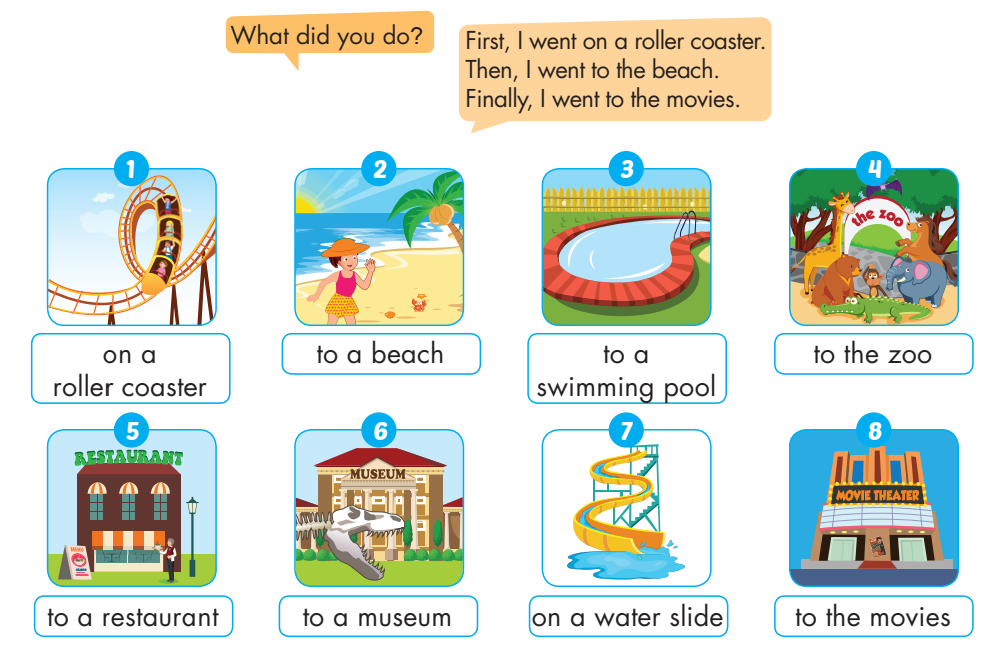 What did you do?
First, I went on a roller coaster.
Then, I went to the beach.
Finally, I went to the movies.
1
2
3
4
the zoo
on a
roller coaster
to a beach
to a
swimming pool
to the zoo
5
6
7
8
RESTAURANT
MENU
MUSEUM
MOVIE THEATER
to a restaurant
to a museum
on a water slide
to the movies